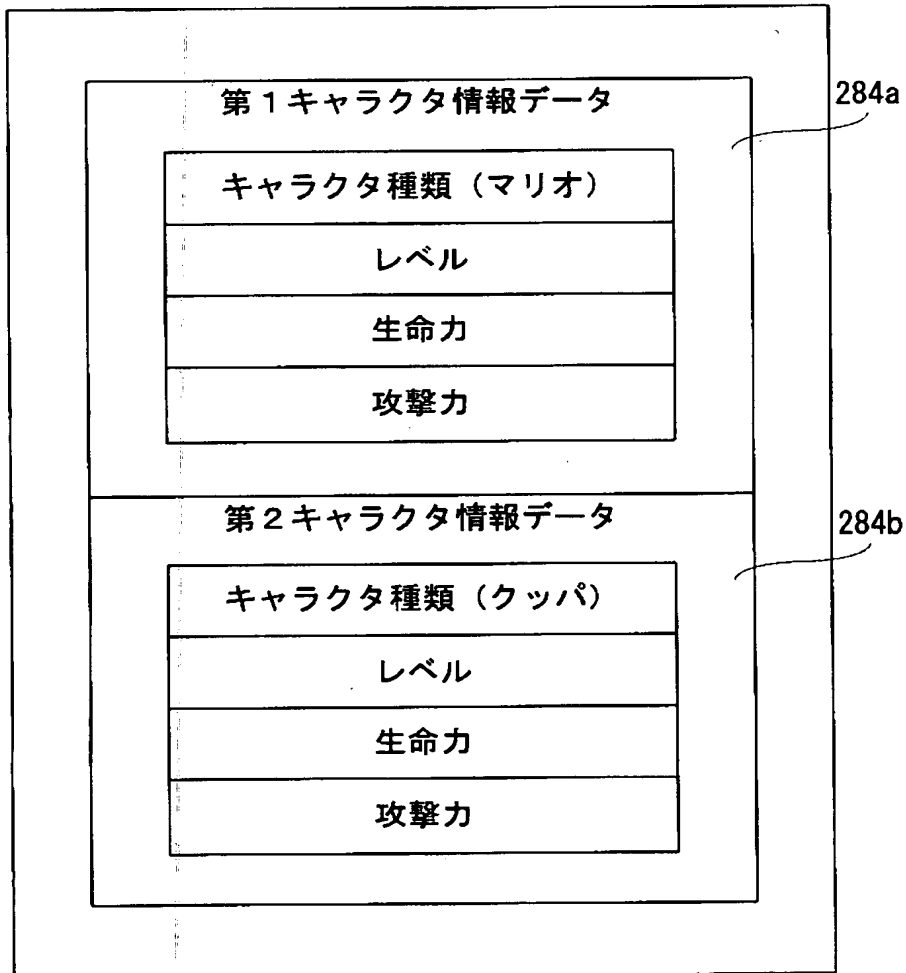 第1キャラクタ情報データ
284a
キャラクタ種類（マリオ）
レベル
生命力
攻撃力
第2キャラクタ情報データ
284b
キャラクタ種類（クッパ）
レベル
生命力
攻撃力